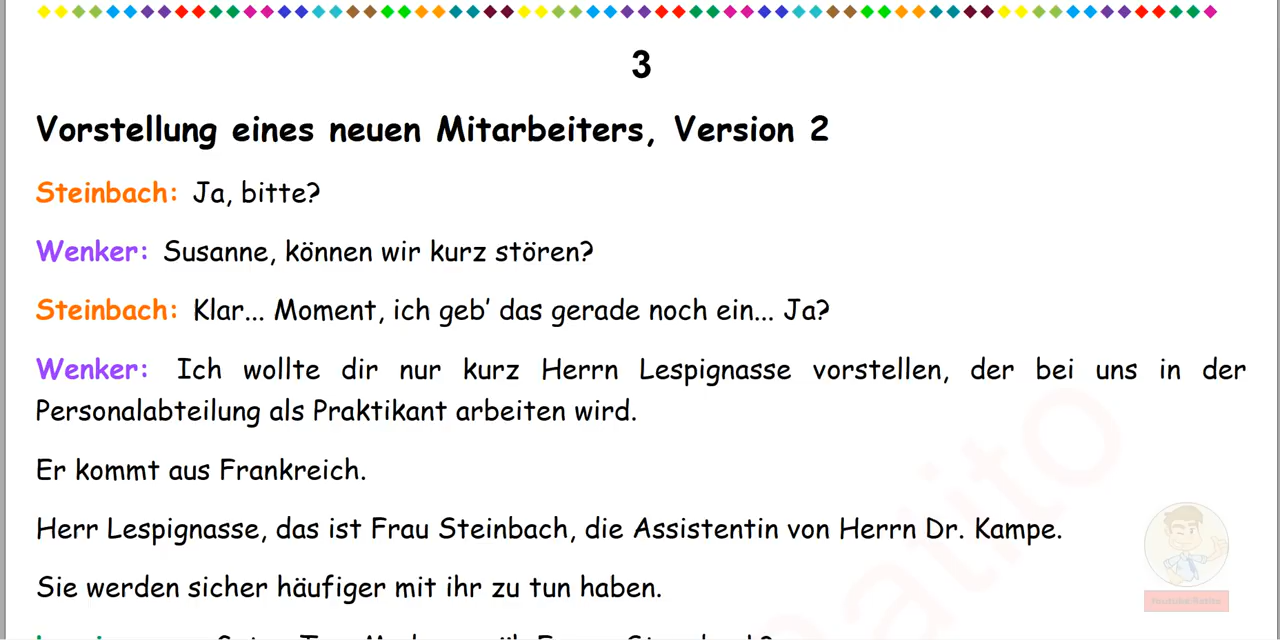 3
Vorstellung eines neuen Mitarbeiters, Version 2
Steinbach: Ja, bitte?
Wenker: Susanne, können wir kurz stören?
Steinbach: Klar... Moment, ich geb’ das gerade noch ein... Ja?
Wenker: Ich wollte dir nur kurz Herrn Lespignasse vorstellen, der bei uns in der
Personalabteilung als Praktikant arbeiten wird.
Er kommt aus Frankreich.
Herr Lespignasse, das ist Frau Steinbach, die Assistentin von Herrn Dr. Kampe.
Sie werden sicher häufiger mit ihr zu tun haben.